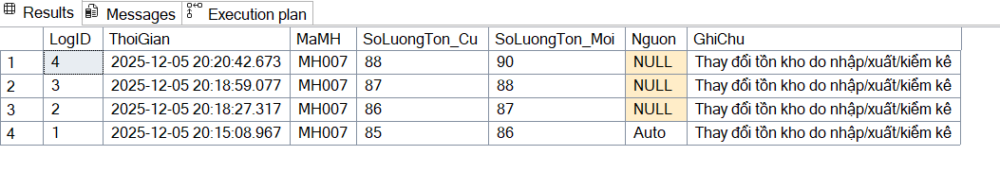 Results Messages Execution plan
LogID ThoiGian MaMH SoLuongTon_Cu SoLuongTon_Moi Nguon GhiChu
1 4 2025-12-05 20:20:42.673 MH007 88 90 NULL Thay đổi tồn kho do nhập/xuất/kiểm kê
2 3 2025-12-05 20:18:59.077 MH007 87 88 NULL Thay đổi tồn kho do nhập/xuất/kiểm kê
3 2 2025-12-05 20:18:27.317 MH007 86 87 NULL Thay đổi tồn kho do nhập/xuất/kiểm kê
4 1 2025-12-05 20:15:08.967 MH007 85 86 Auto Thay đổi tồn kho do nhập/xuất/kiểm kê